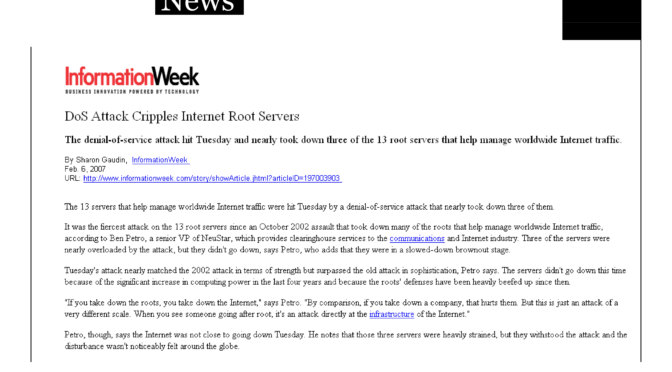 News
InformationWeek
BUSINESS INNOVATION POWERED BY TECHNOLOGY
DoS Attack Cripples Internet Root Servers
The denial-of-service attack hit Tuesday and nearly took down three of the 13 root servers that help manage worldwide Internet traffic.
By Sharon Gaudin, InformationWeek
Feb. 6, 2007
URL: http://www.informationweek.com/story/showArticle.jhtml?articleID=197003903
The 13 servers that help manage worldwide Internet traffic were hit Tuesday by a denial-of-service attack that nearly took down three of them.
It was the fiercest attack on the 13 root servers since an October 2002 assault that took down many of the roots that help manage worldwide Internet traffic,
according to Ben Petro, a senior VP of NeuStar, which provides clearinghouse services to the communications and Internet industry. Three of the servers were
nearly overloaded by the attack, but they didn't go down, says Petro, who adds that they were in a slowed-down brownout stage.
Tuesday's attack nearly matched the 2002 attack in terms of strength but surpassed the old attack in sophistication, Petro says. The servers didn't go down this time
because of the significant increase in computing power in the last four years and because the roots' defenses have been heavily beefed up since then.
"If you take down the roots, you take down the Internet," says Petro. "By comparison, if you take down a company, that hurts them. But this is just an attack of a
very different scale. When you see someone going after root, it's an attack directly at the infrastructure of the Internet."
Petro, though, says the Internet was not close to going down Tuesday. He notes that those three servers were heavily strained, but they withstood the attack and the
disturbance wasn't noticeably felt around the globe.